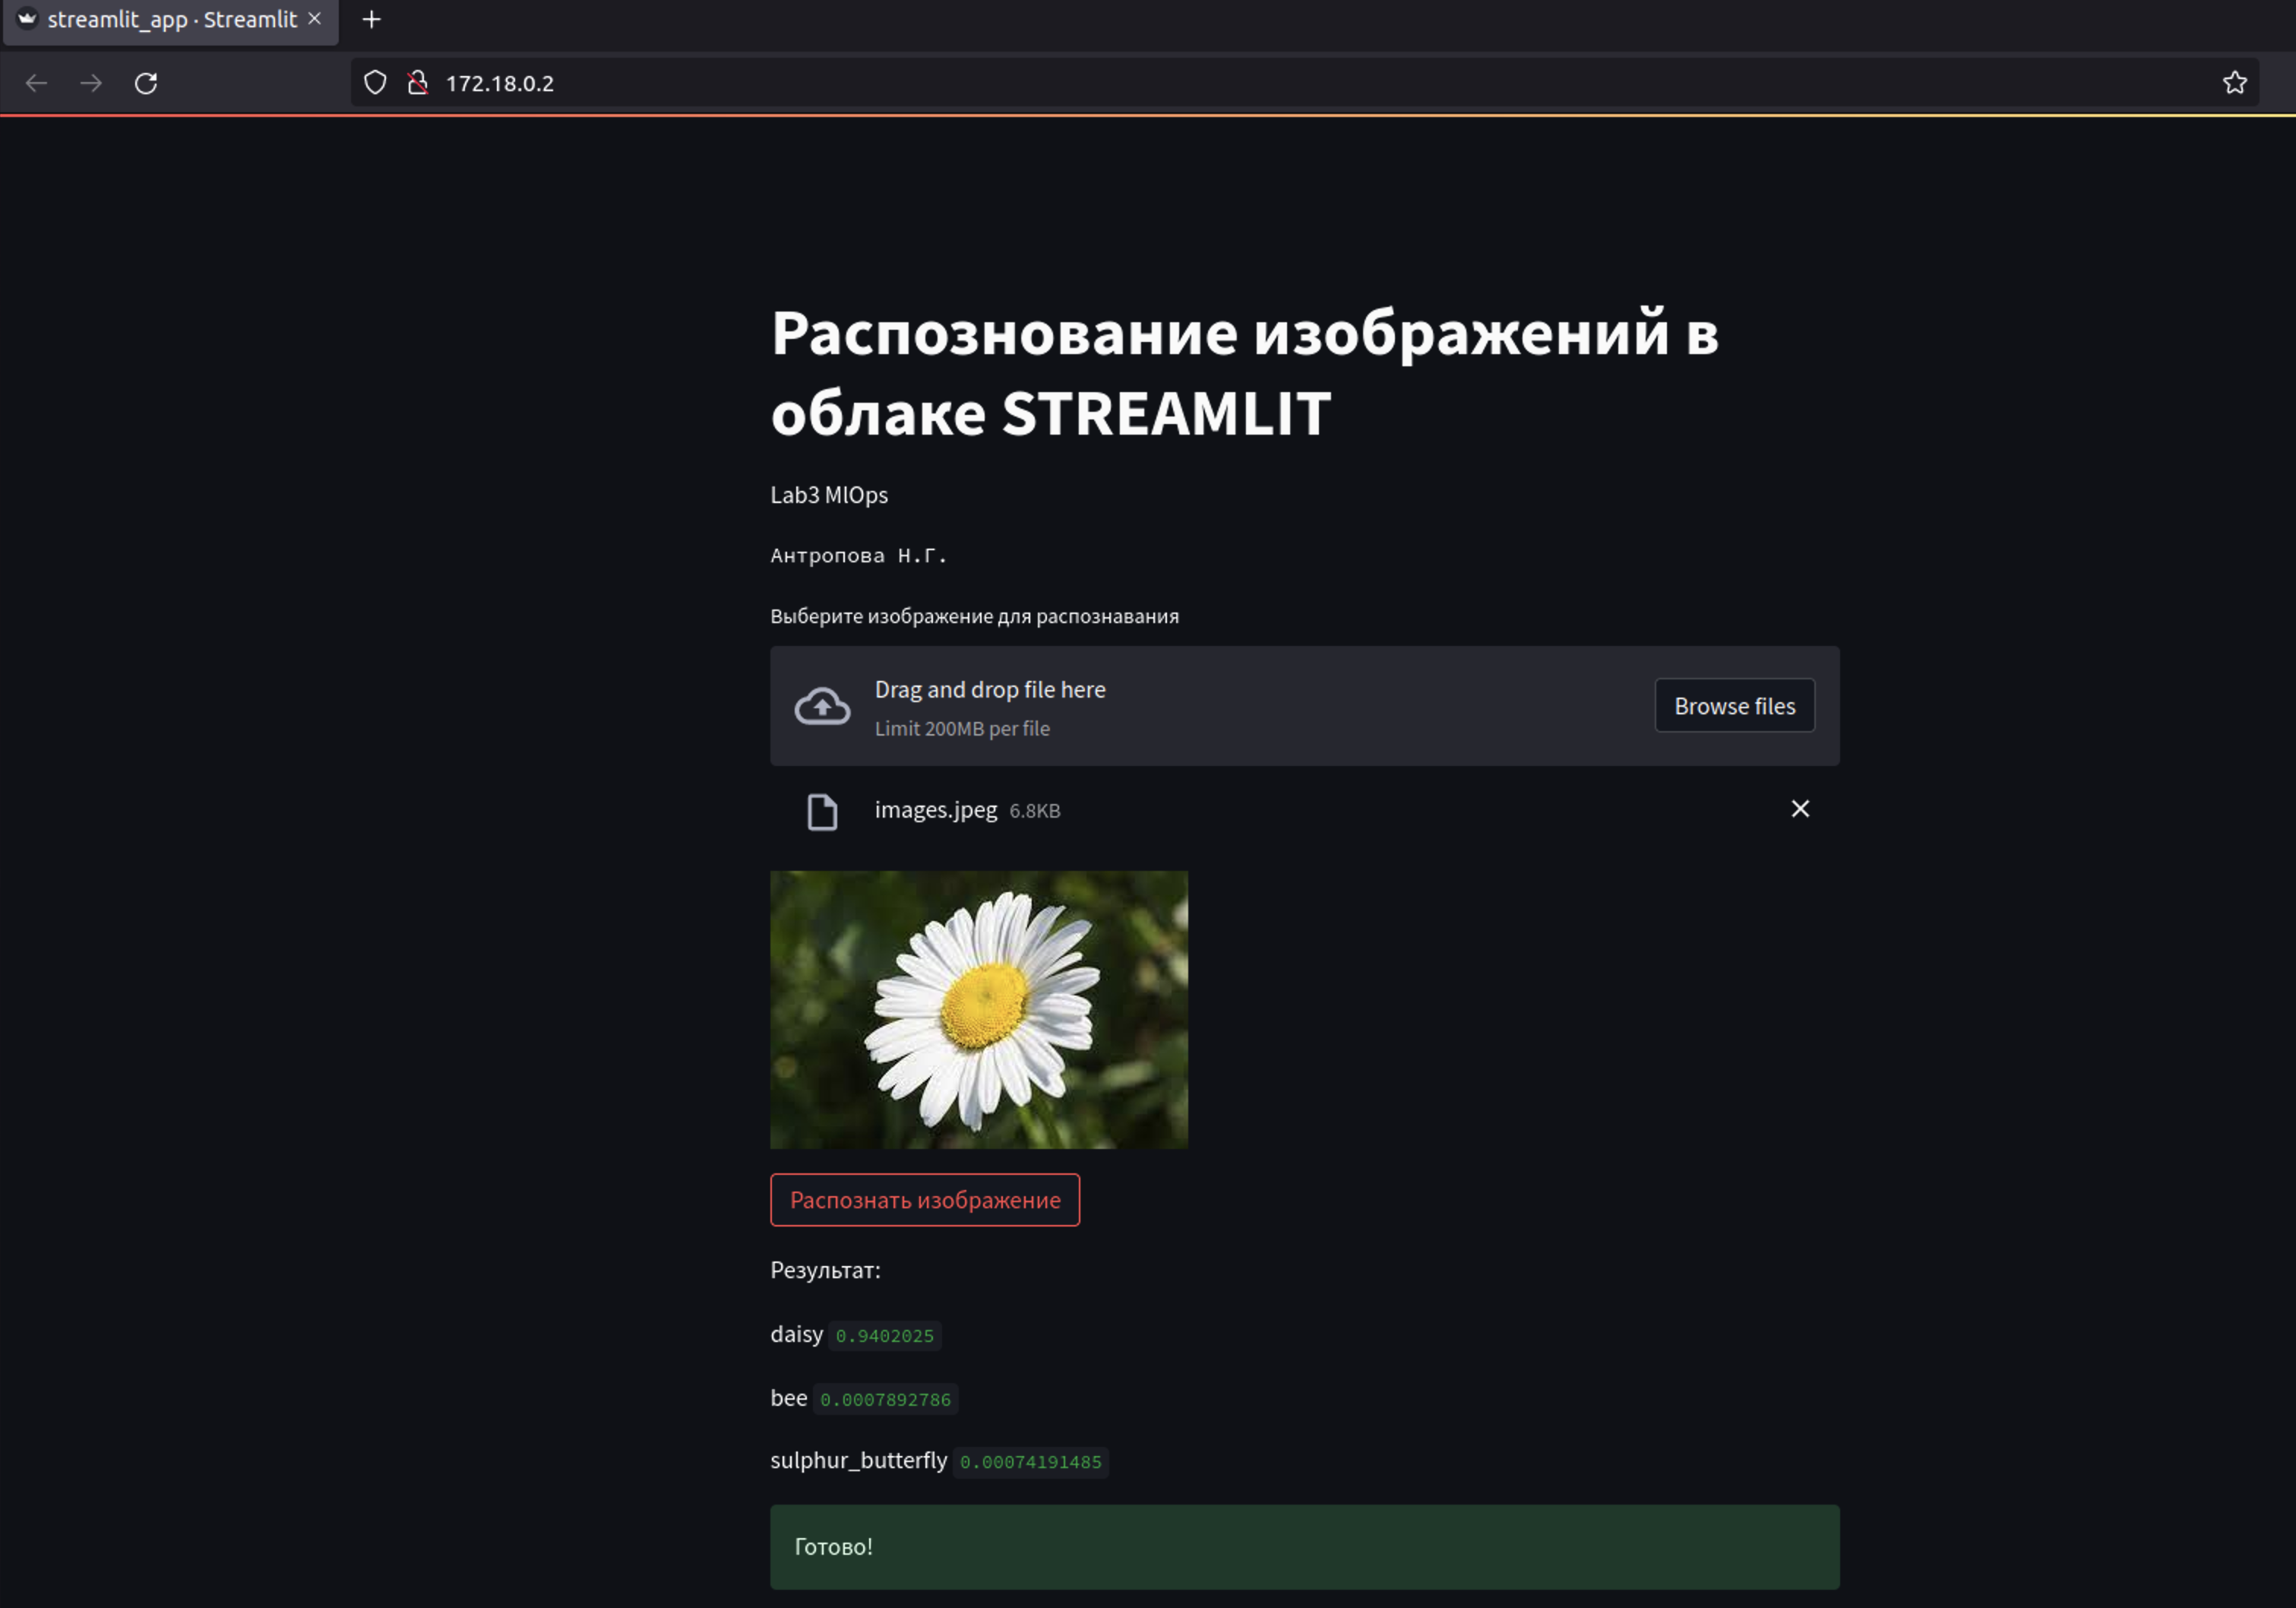 streamlit_app · Streamlit
172.18.0.2
Распознование изображений в
облаке STREAMLIT
Lab3 MlOps
Антропова Н.Г.
Выберите изображение для распознавания
Drag and drop file here
Limit 200MB per file
Browse files
images.jpeg 6.8KB
Распознать изображение
Результат:
daisy 0.9402025
bee 0.0007892786
sulphur_butterfly 0.00074191485
Готово!